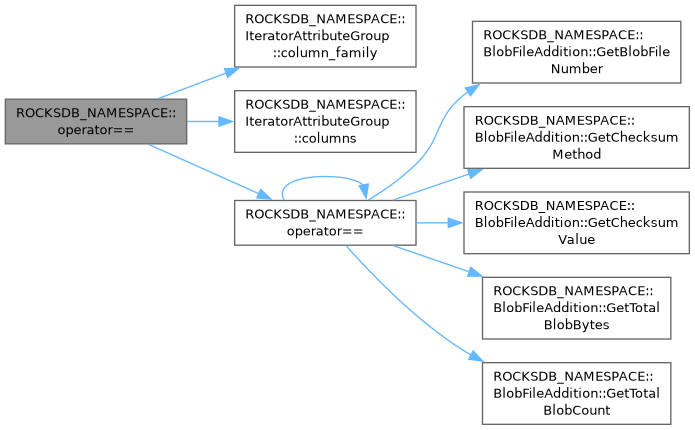 ROCKSDB_NAMESPACE::
operator==
ROCKSDB_NAMESPACE::
IteratorAttributeGroup
::column_family
ROCKSDB_NAMESPACE::
IteratorAttributeGroup
::columns
ROCKSDB_NAMESPACE::
operator==
ROCKSDB_NAMESPACE::
BlobFileAddition::GetBlobFile
Number
ROCKSDB_NAMESPACE::
BlobFileAddition::GetChecksum
Method
ROCKSDB_NAMESPACE::
BlobFileAddition::GetChecksum
Value
ROCKSDB_NAMESPACE::
BlobFileAddition::GetTotal
BlobBytes
ROCKSDB_NAMESPACE::
BlobFileAddition::GetTotal
BlobCount